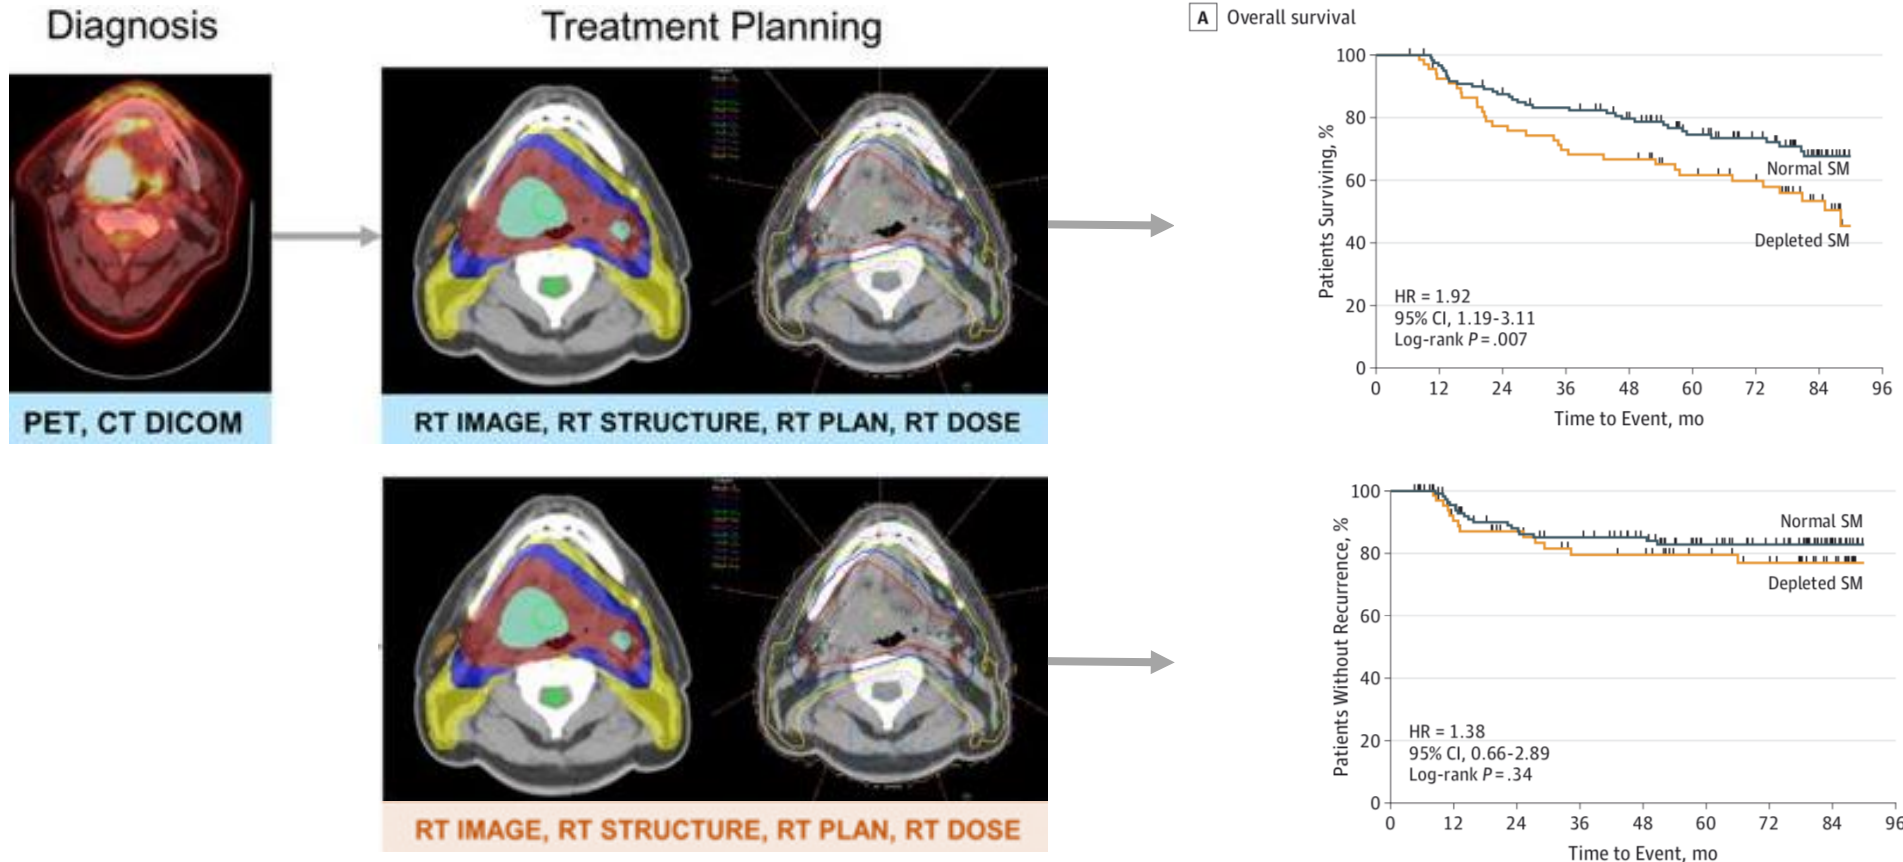 Diagnosis
Treatment Planning
PET, CT DICOM
RT IMAGE, RT STRUCTURE, RT PLAN, RT DOSE
A Overall survival
Patients Surviving, %
100
80
60
40
20
0
Normal SM
Depleted SM
HR = 1.92
95% CI, 1.19-3.11
Log-rank P = .007
0 12 24 36 48 60 72 84 96
Time to Event, mo
RT IMAGE, RT STRUCTURE, RT PLAN, RT DOSE
Patients Without Recurrence, %
100
80
60
40
20
0
Normal SM
Depleted SM
HR = 1.38
95% CI, 0.66-2.89
Log-rank P = .34
0 12 24 36 48 60 72 84 96
Time to Event, mo